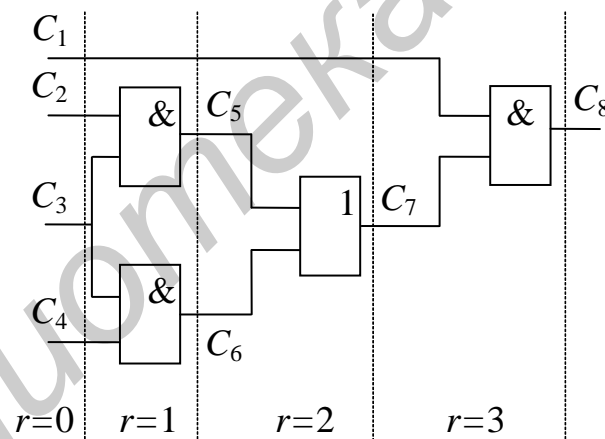 C₁
C₂
&
C₅
&
C₈
C₃
1
C₇
&
C₄
C₆
r=0
r=1
r=2
r=3